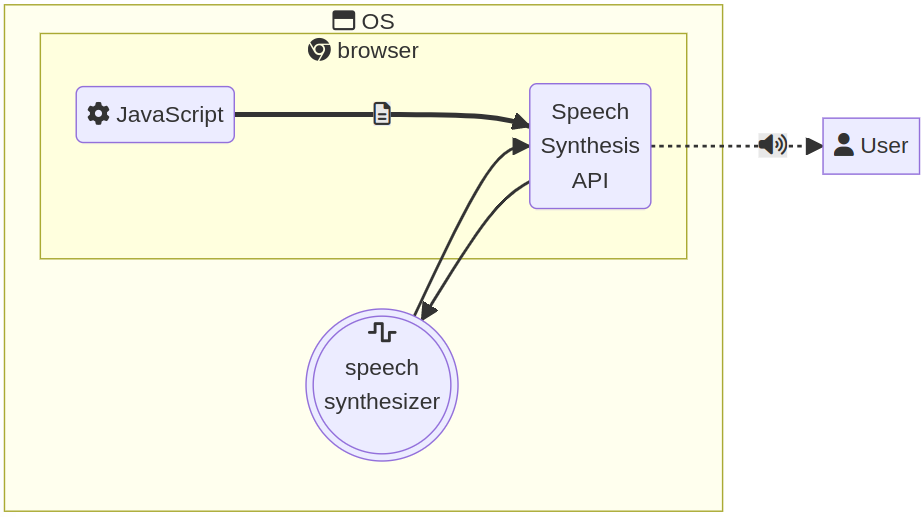 OS
browser
JavaScript
Speech
Synthesis
API
User
speech
synthesizer